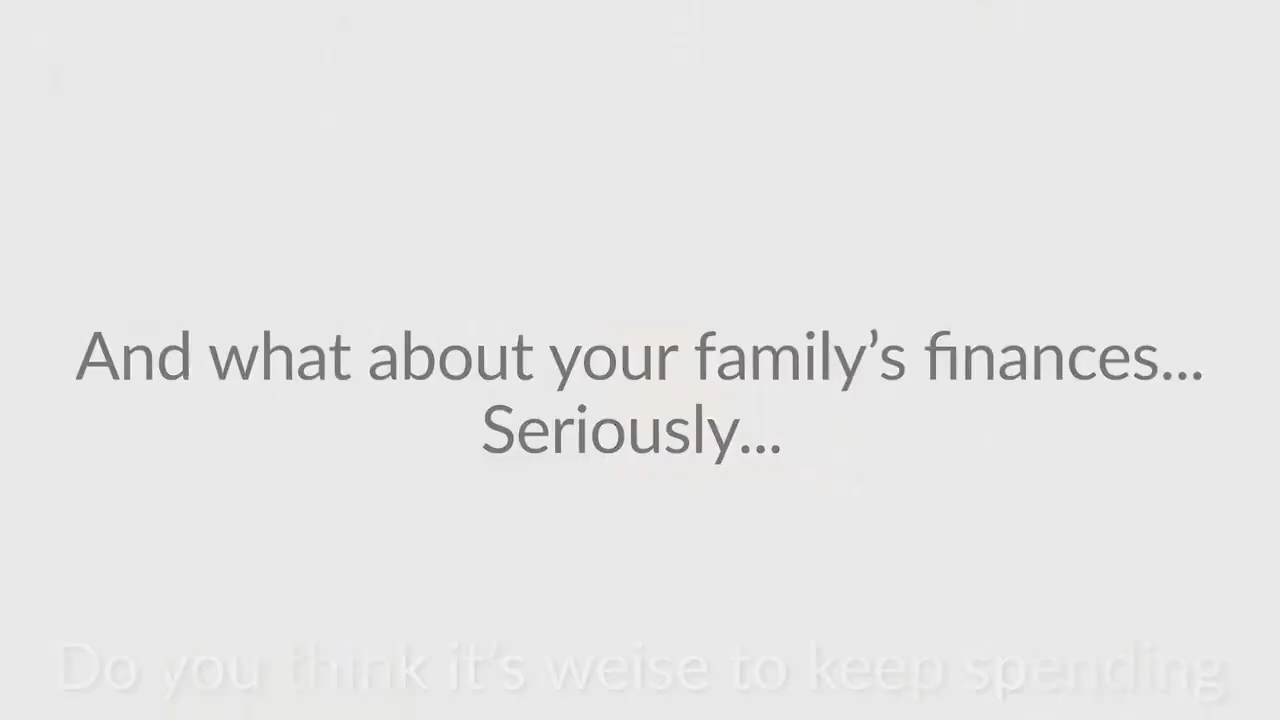 And what about your family’s finances...
Seriously...
Do you think it’s weise to keep spending